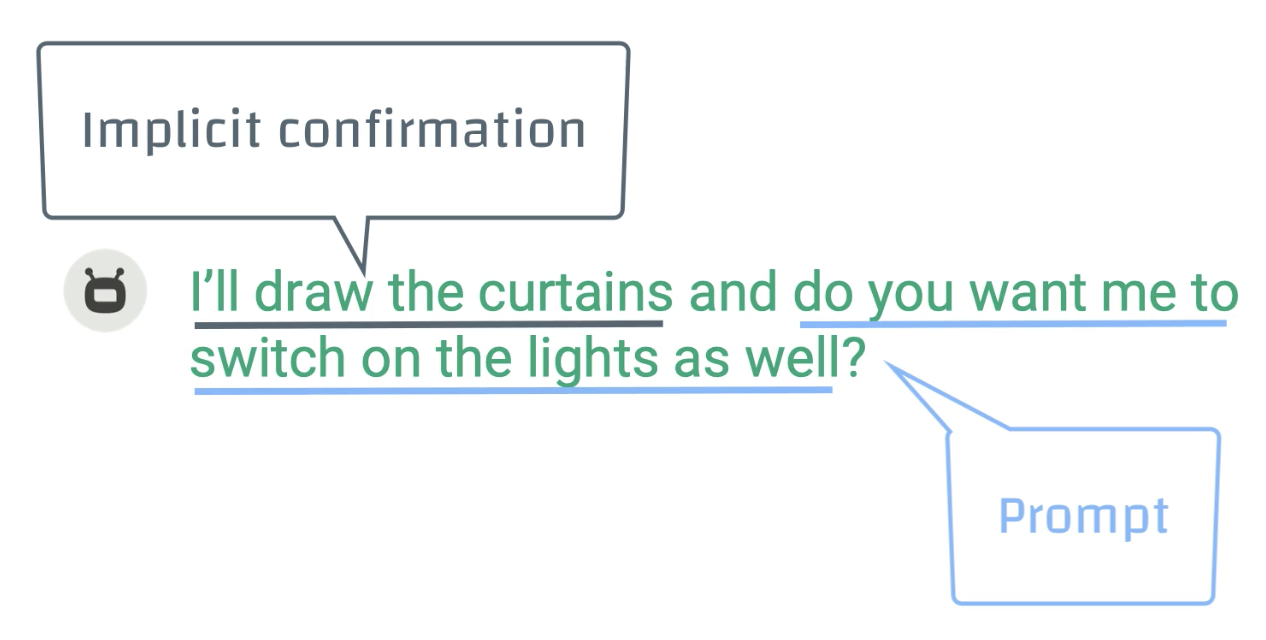 Implicit confirmation
I’ll draw the curtains and do you want me to
switch on the lights as well?
Prompt